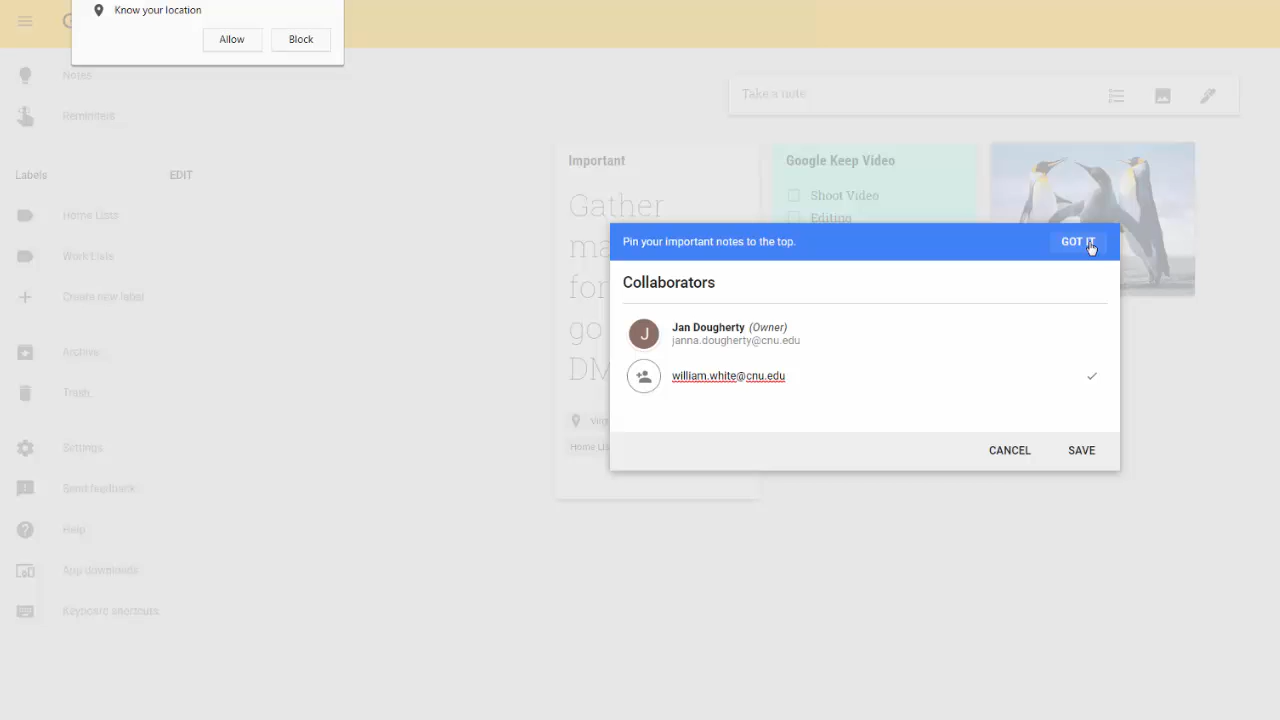 Know your location
Allow
Block
G
Notes
Reminders
Labels
EDIT
Home Lists
Work Lists
Create new label
Archive
Trash
Settings
Send feedback
Help
App downloads
Keyboard shortcuts
Take a note
Important
Gather
ma
for
go
DM
Home Lis
Google Keep Video
Shoot Video
Editing
Pin your important notes to the top.
GOT IT
Collaborators
J
Jan Dougherty (Owner)
janna.dougherty@cnu.edu
william.white@cnu.edu
CANCEL
SAVE